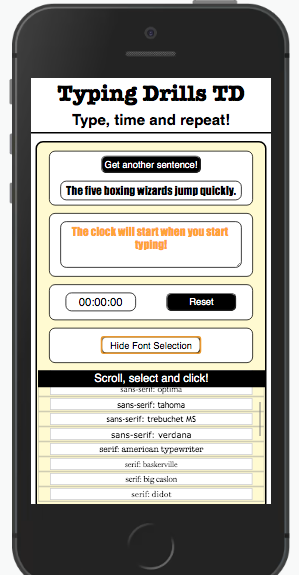 Typing Drills TD
Type, time and repeat!
Get another sentence!
The five boxing wizards jump quickly.
The clock will start when you start
typing!
00:00:00
Reset
Hide Font Selection
Scroll, select and click!
sans-serif: optima
sans-serif: tahoma
sans-serif: trebuchet MS
sans-serif: verdana
serif: american typewriter
serif: baskerville
serif: big caslon
serif: didot